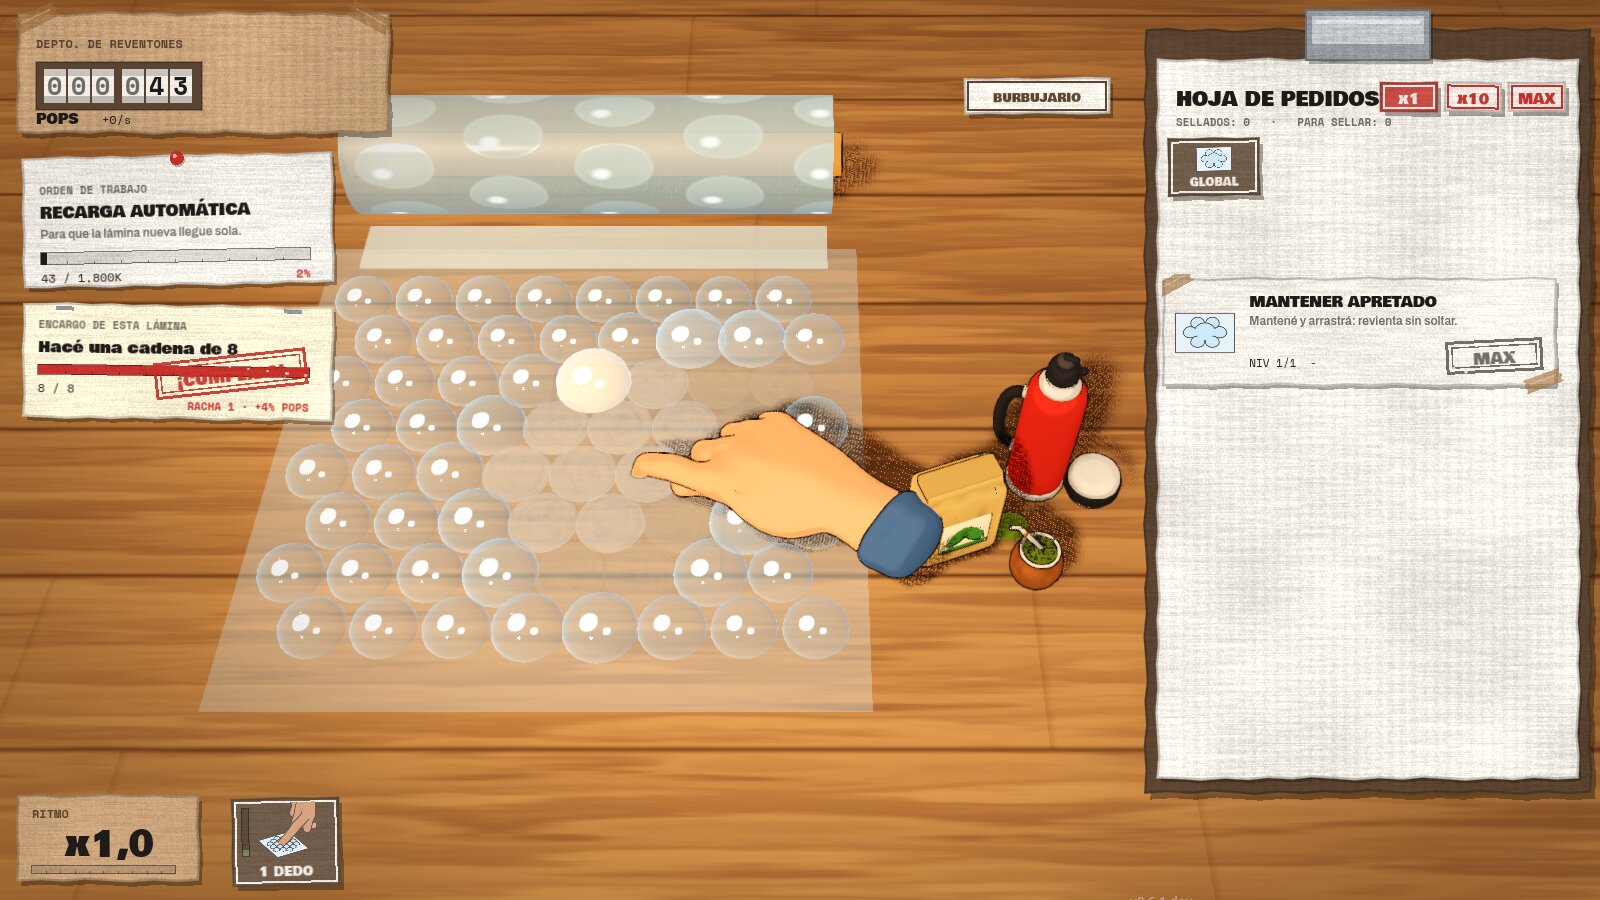 DEPTO. DE REVENTONES
000 043
POPS +0/s
ORDEN DE TRABAJO
RECARGA AUTOMÁTICA
Para que la lámina nueva llegue sola.
43 / 1.800K
2%
ENCARGO DE ESTA LÁMINA
Hacé una cadena de 8
8 / 8
RACHA 1 · +4% POPS
BURBUJARIO
HOJA DE PEDIDOS
x1
x10
MAX
SELLADOS: 0 · PARA SELLAR: 0
GLOBAL
MANTENER APRETADO
Mantené y arrastrá: revienta sin soltar.
NIV 1/1 -
MAX
RITMO
x1,0
1 DEDO